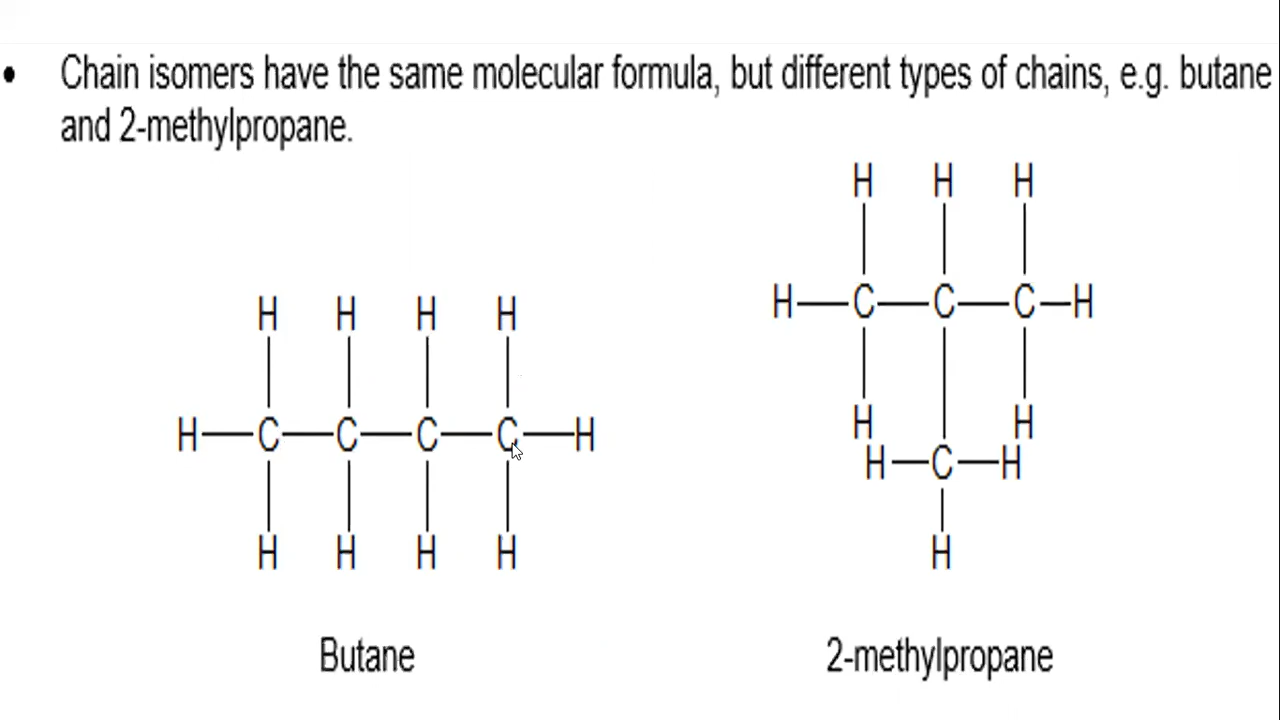 • Chain isomers have the same molecular formula, but different types of chains, e.g. butane
and 2-methylpropane.
H H H
H C C C H
H H H H
H H
H C C C C H
H C H
H H H H
H
Butane
2-methylpropane